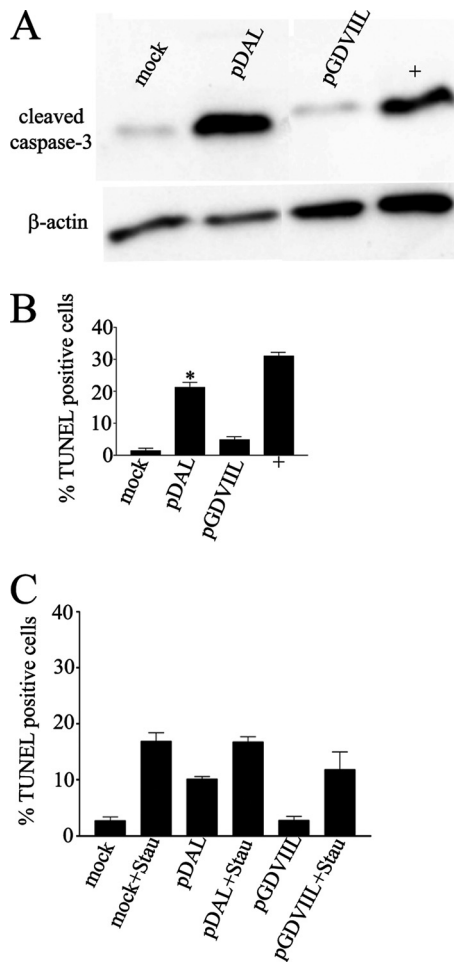 A
mock
pDAL
pGDVIIL
+
cleaved
caspase-3
β-actin
B
% TUNEL positive cells
40
30
20
10
0
*
mock
pDAL
pGDVIIL
+
C
% TUNEL positive cells
40
30
20
10
0
mock
mock+Stau
pDAL
pDAL+Stau
pGDVIIL
pGDVIIL+Stau